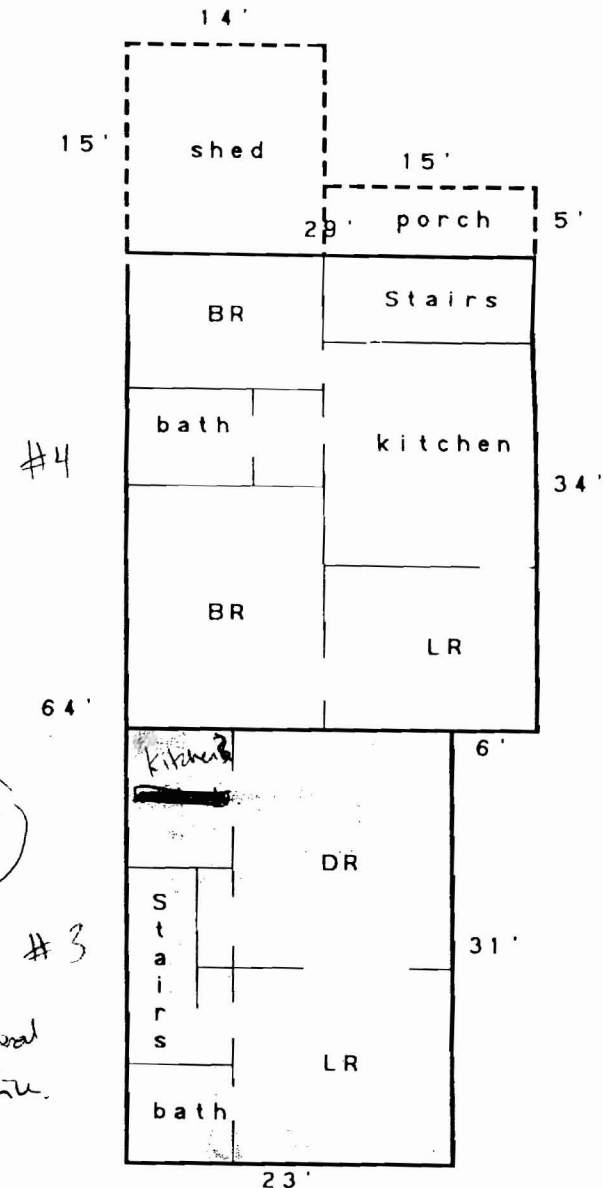 14'
15' shed
15'
29' porch 5'
BR Stairs
bath
#4 kitchen
34'
BR
LR
64'
6'
kitchen?
DR
Stairs
#3 31'
LR
bath
23'